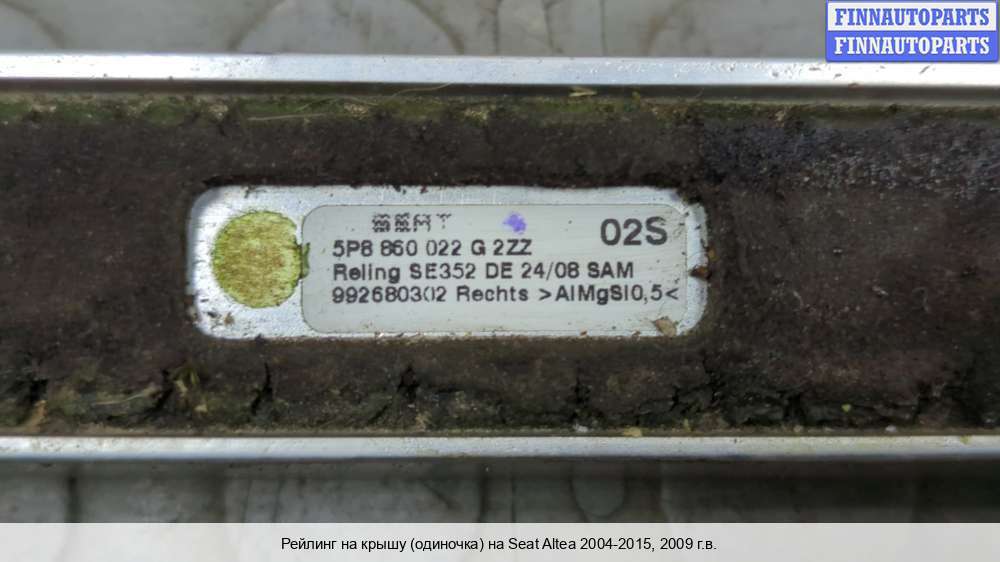 FINNAUTOPARTS
FINNAUTOPARTS
SEAT
02S
5P8 860 022 G 2ZZ
Reling SE352 DE 24/08 SAM
992680302 Rechts >AlMgSI0,5<
Рейлинг на крышу (одиночка) на Seat Altea 2004-2015, 2009 г.в.